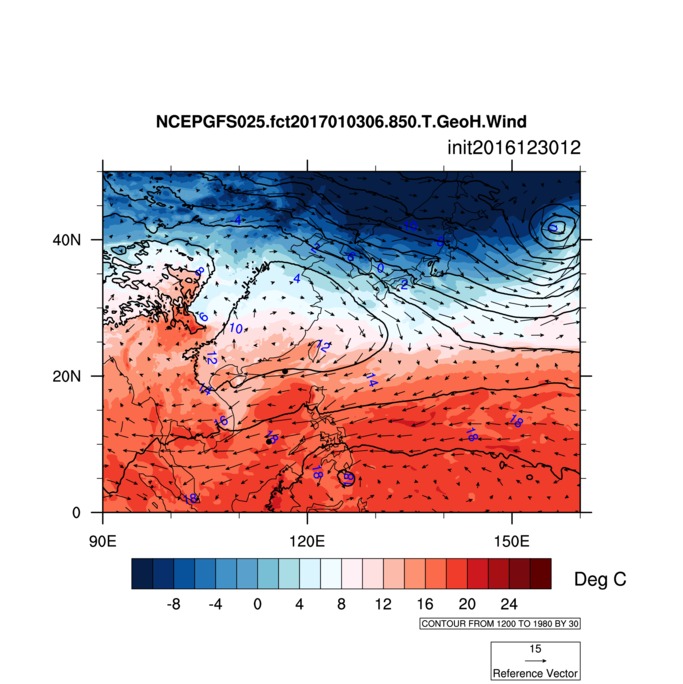 NCEPGFS025.fct2017010306.850.T.GeoH.Wind
init2016123012
40N
20N
0
90E 120E 150E
-8 -4 0 4 8 12 16 20 24
Deg C
CONTOUR FROM 1200 TO 1980 BY 30
15
Reference Vector